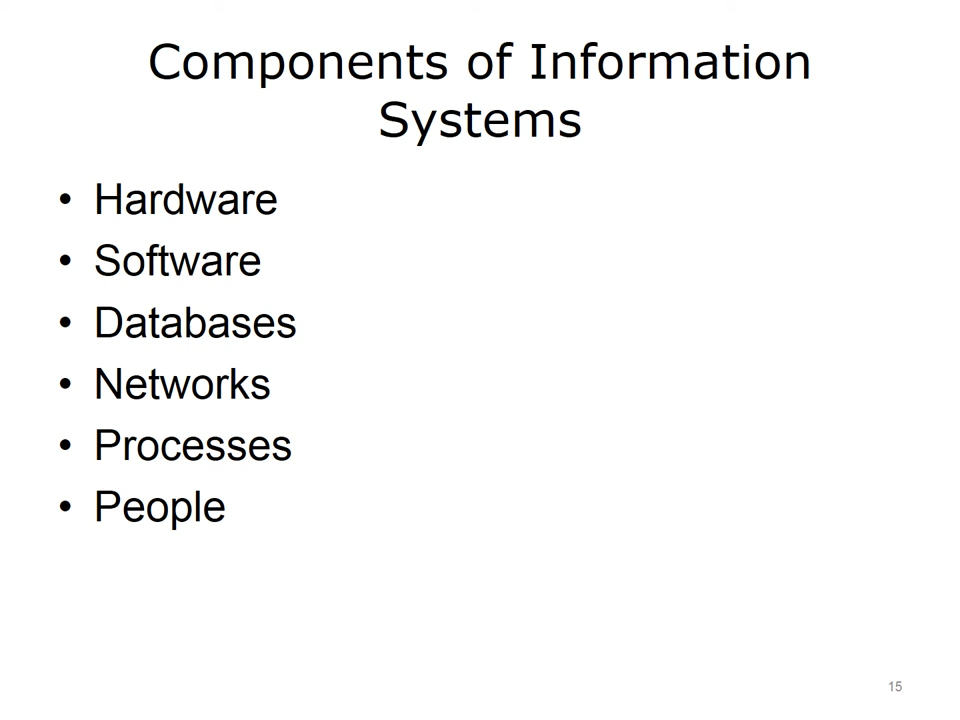 Components of Information
Systems
• Hardware
• Software
• Databases
• Networks
• Processes
• People
15